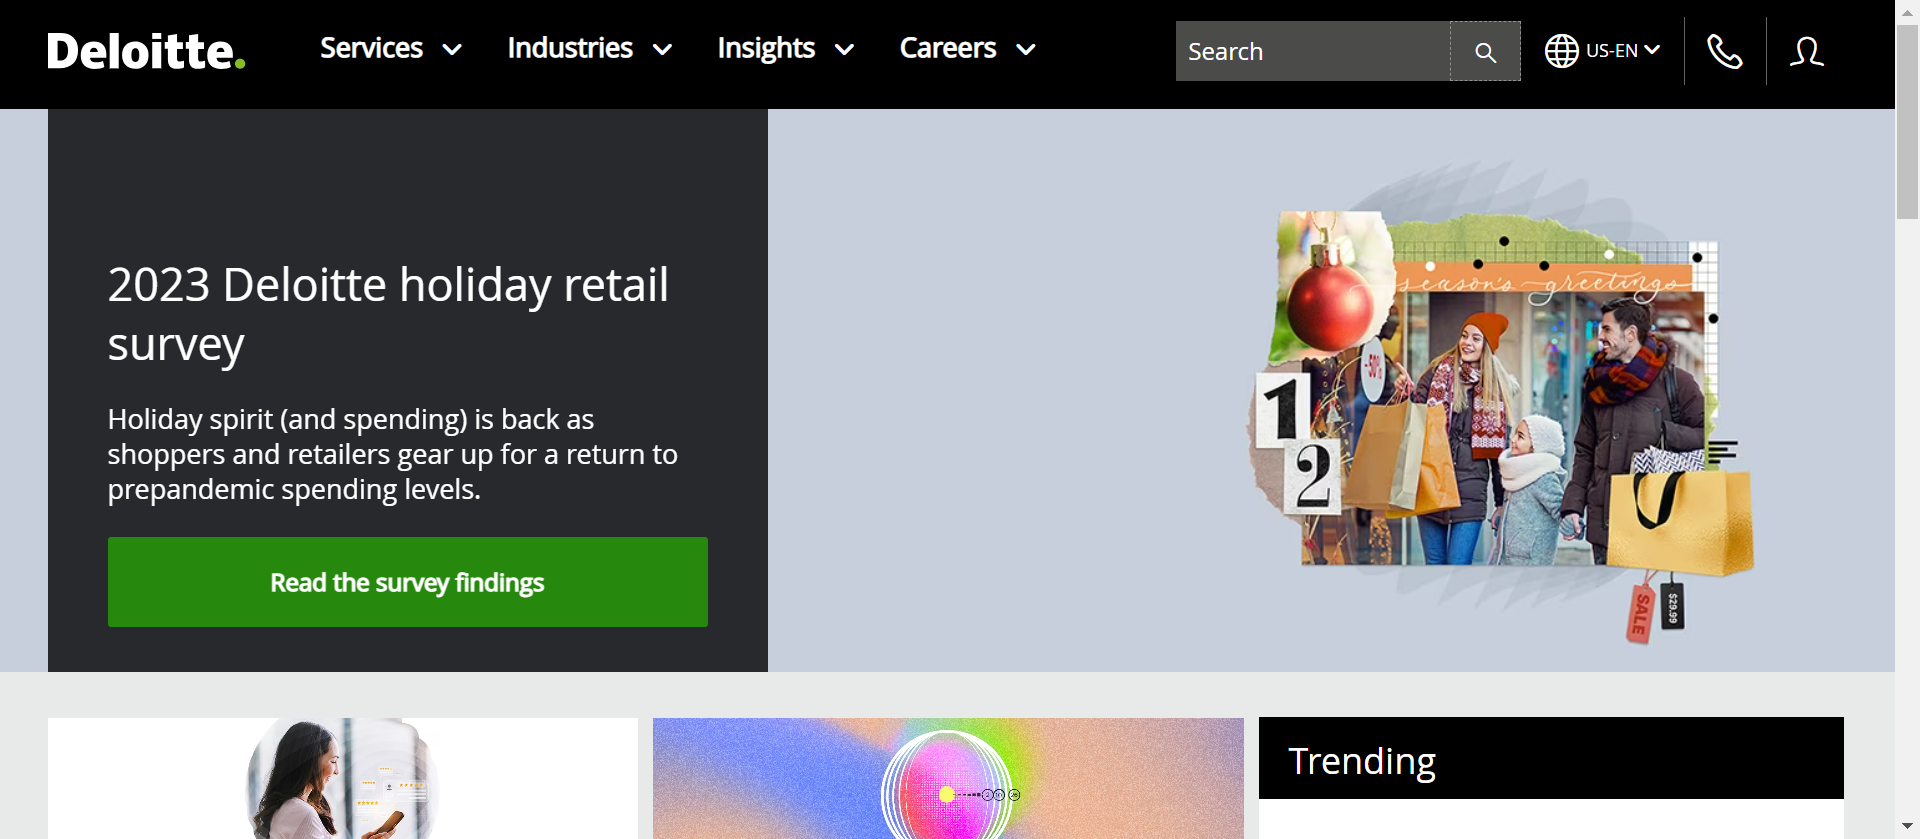 Deloitte.
Services
Industries
Insights
Careers
Search
US-EN
2023 Deloitte holiday retail
survey
Holiday spirit (and spending) is back as
shoppers and retailers gear up for a return to
prepandemic spending levels.
Read the survey findings
season's greetings
-50%
1
2
SALE
$29.99
Trending